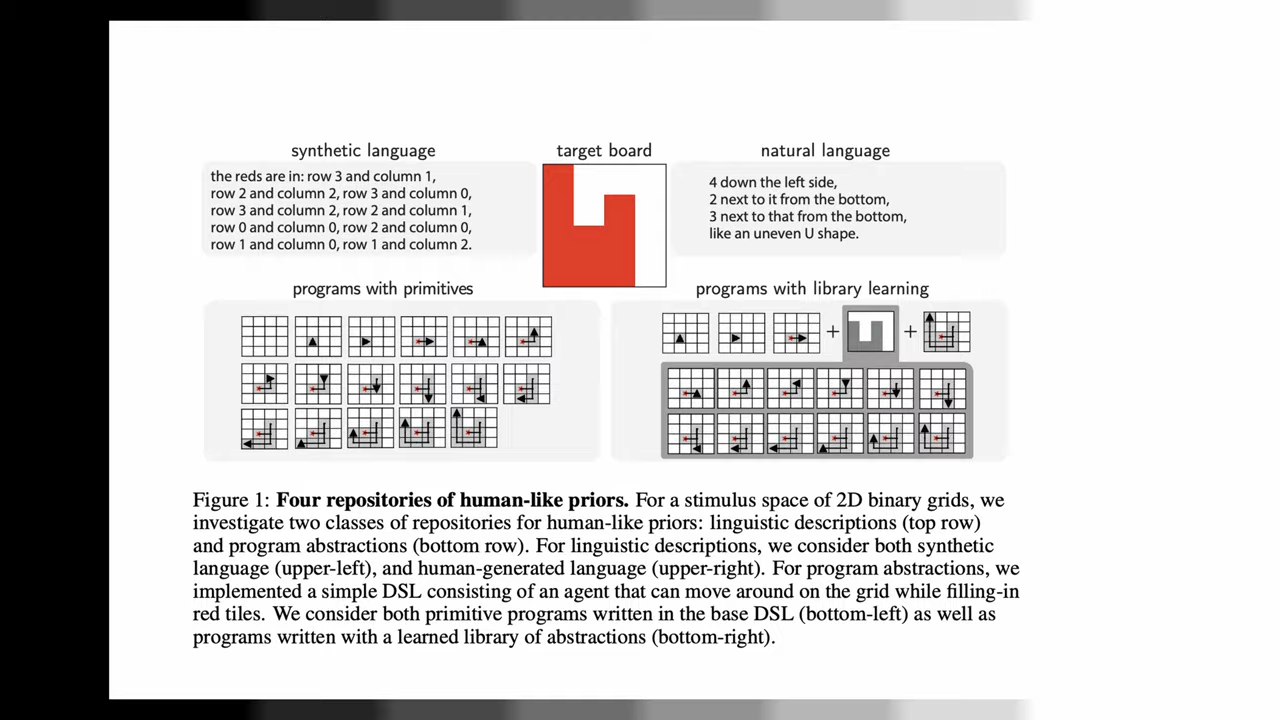 synthetic language
the reds are in: row 3 and column 1,
row 2 and column 2, row 3 and column 0,
row 3 and column 2, row 2 and column 1,
row 0 and column 0, row 2 and column 0,
row 1 and column 0, row 1 and column 2.
target board
natural language
4 down the left side,
2 next to it from the bottom,
3 next to that from the bottom,
like an uneven U shape.
programs with primitives
programs with library learning
+ +
Figure 1: Four repositories of human-like priors. For a stimulus space of 2D binary grids, we
investigate two classes of repositories for human-like priors: linguistic descriptions (top row)
and program abstractions (bottom row). For linguistic descriptions, we consider both synthetic
language (upper-left), and human-generated language (upper-right). For program abstractions, we
implemented a simple DSL consisting of an agent that can move around on the grid while filling-in
red tiles. We consider both primitive programs written in the base DSL (bottom-left) as well as
programs written with a learned library of abstractions (bottom-right).